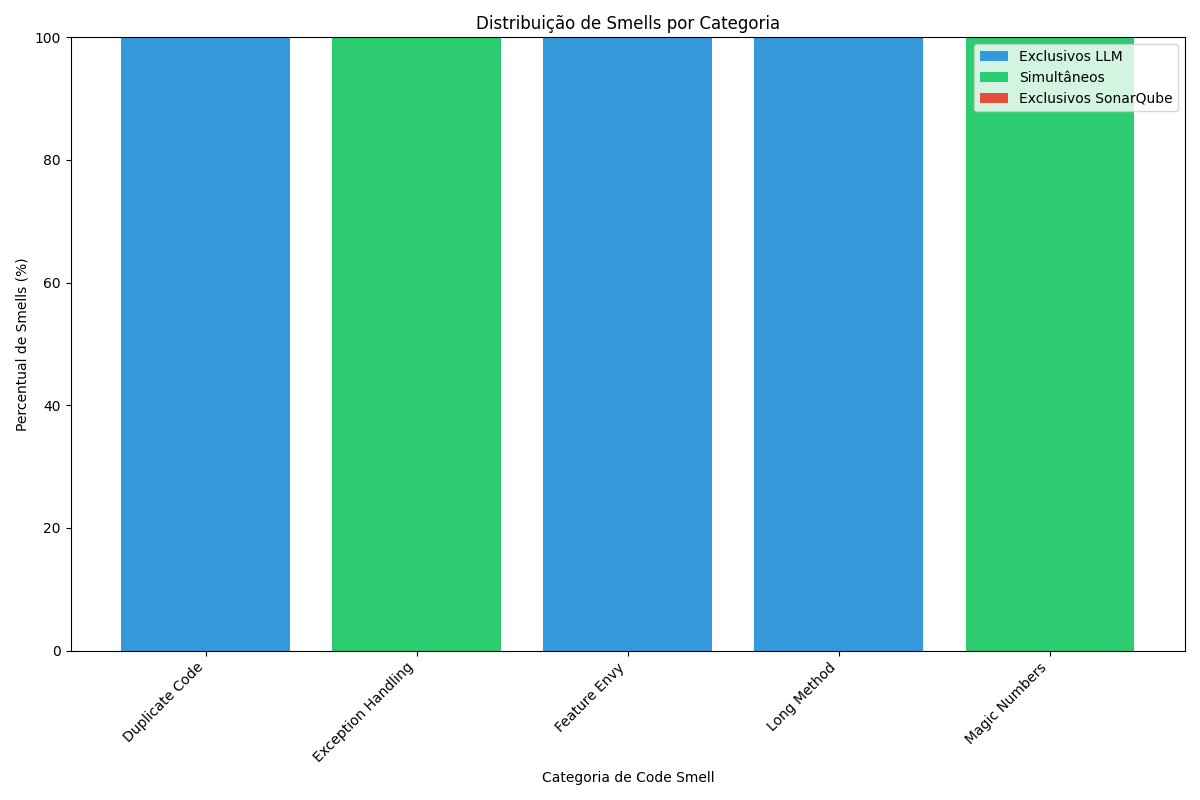 Distribuição de Smells por Categoria
Exclusivos LLM
Simultâneos
Exclusivos SonarQube
Percentual de Smells (%)
100
80
60
40
20
0
Duplicate Code
Exception Handling
Feature Envy
Long Method
Magic Numbers
Categoria de Code Smell